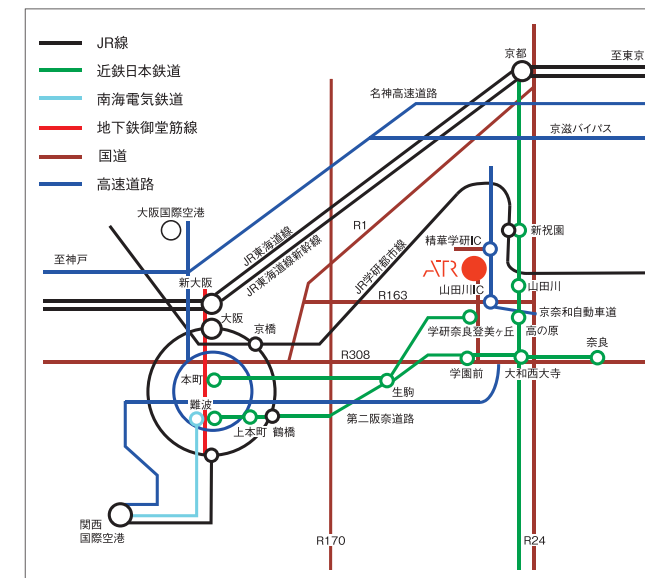 JR線
近鉄日本鉄道
南海電気鉄道
地下鉄御堂筋線
国道
高速道路
京都
至東京
名神高速道路
京滋バイパス
大阪国際空港
R1
JR東海道線
JR東海道線新幹線
JR学研都市線
精華学研IC
新祝園
至神戸
ATR
新大阪
山田川IC
山田川
R163
大阪
京橋
京奈和自動車道
学研奈良登美ヶ丘
高の原
奈良
R308
本町
生駒
学園前
大和西大寺
難波
上本町
鶴橋
第二阪奈道路
関西
国際空港
R170
R24